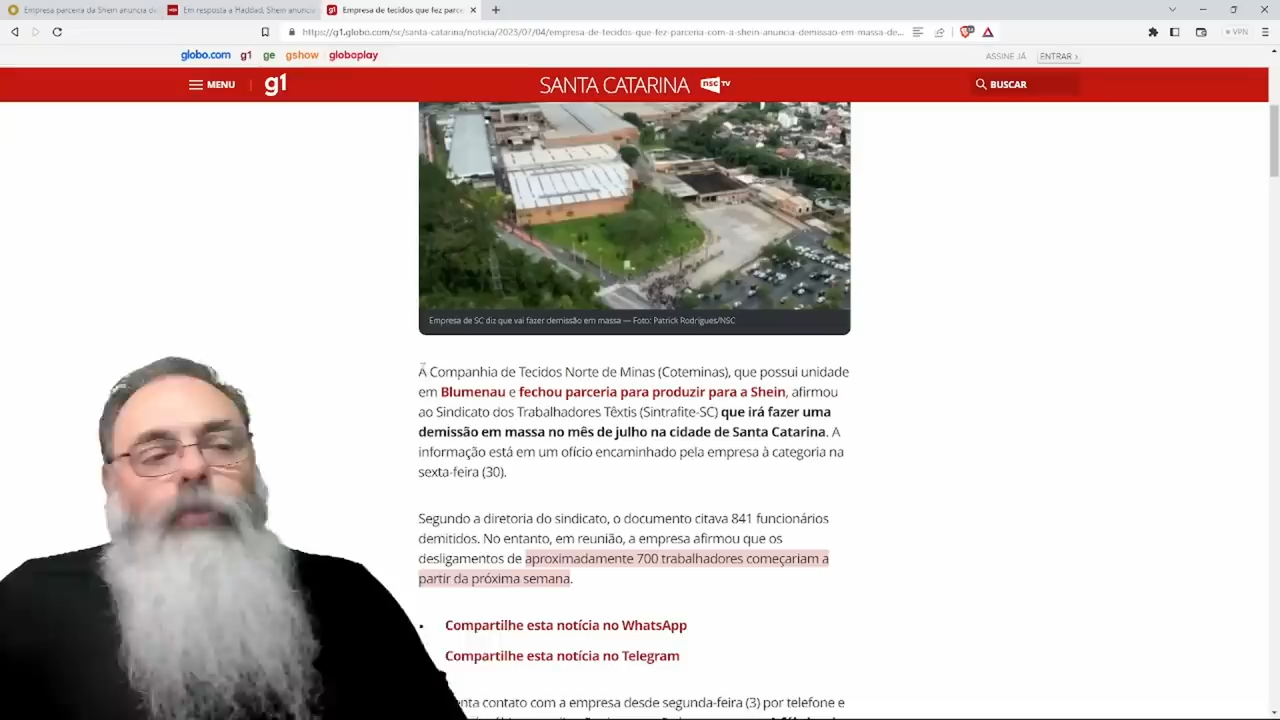 Empresa parceira da Shein anuncia d
Em resposta a Haddad, Shein anunci
Empresa de tecidos que fez parce
https://g1.globo.com/sc/santa-catarina/noticia/2023/07/04/empresa-de-tecidos-que-fez-parceria-com-a-shein-anuncia-demissao-em-massa-de...
VPN
globo.com g1 ge gshow globoplay
ASSINE JÁ ENTRAR ›
MENU g1 SANTA CATARINA nsc TV BUSCAR
Empresa de SC diz que vai fazer demissão em massa — Foto: Patrick Rodrigues/NSC
A Companhia de Tecidos Norte de Minas (Coteminas), que possui unidade
em Blumenau e fechou parceria para produzir para a Shein, afirmou
ao Sindicato dos Trabalhadores Têxtis (Sintrafite-SC) que irá fazer uma
demissão em massa no mês de julho na cidade de Santa Catarina. A
informação está em um ofício encaminhado pela empresa à categoria na
sexta-feira (30).
Segundo a diretoria do sindicato, o documento citava 841 funcionários
demitidos. No entanto, em reunião, a empresa afirmou que os
desligamentos de aproximadamente 700 trabalhadores começariam a
partir da próxima semana.
• Compartilhe esta notícia no WhatsApp
Compartilhe esta notícia no Telegram
enta contato com a empresa desde segunda-feira (3) por telefone e